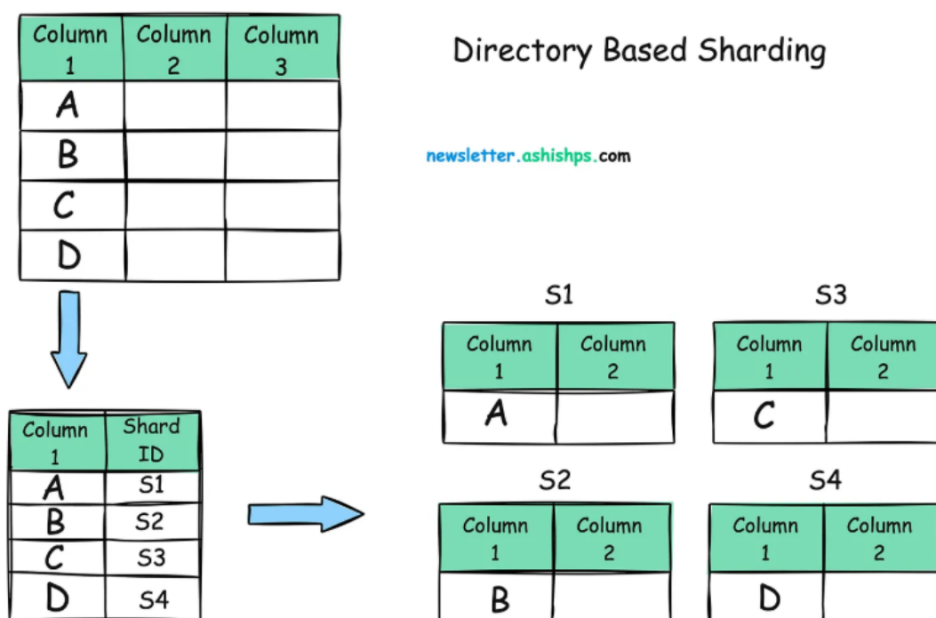 Column 1 Column 2 Column 3
A
B
C
D
Directory Based Sharding
newsletter.ashishps.com
Column 1 Shard ID
A S1
B S2
C S3
D S4
S1
Column 1 Column 2
A
S3
Column 1 Column 2
C
S2
Column 1 Column 2
B
S4
Column 1 Column 2
D